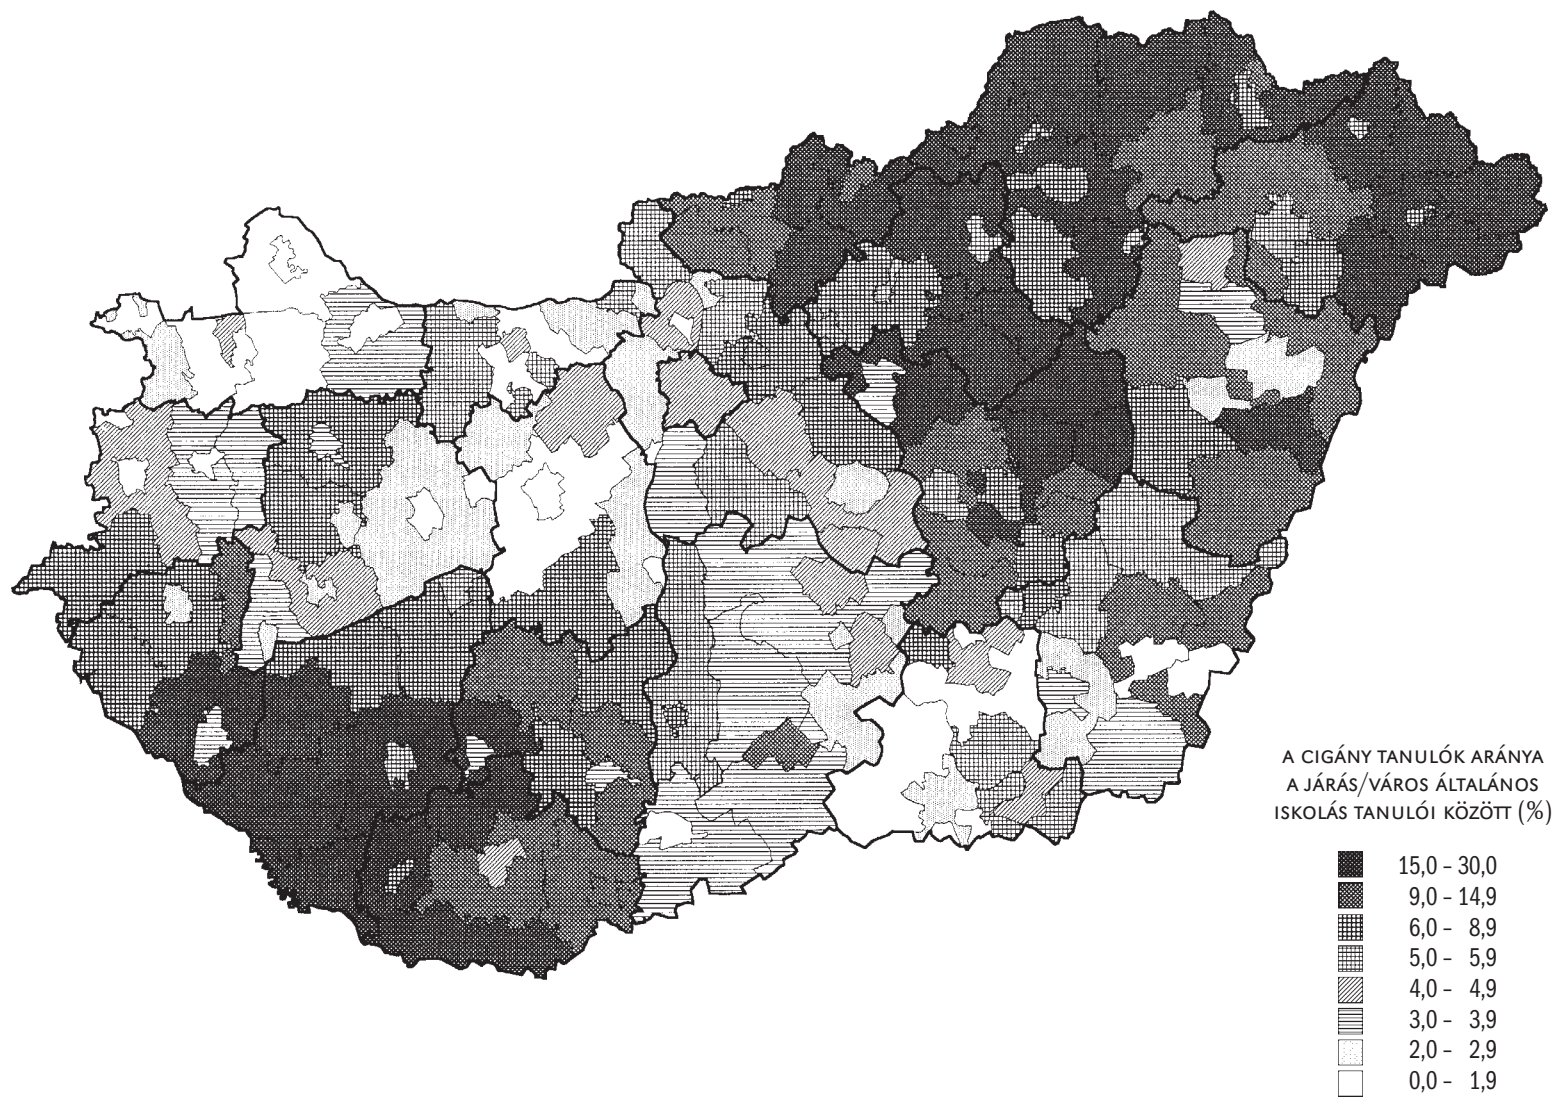 A CIGÁNY TANULÓK ARÁNYA
A JÁRÁS/VÁROS ÁLTALÁNOS
ISKOLÁS TANULÓI KÖZÖTT (%)
15,0 – 30,0
9,0 – 14,9
6,0 – 8,9
5,0 – 5,9
4,0 – 4,9
3,0 – 3,9
2,0 – 2,9
0,0 – 1,9